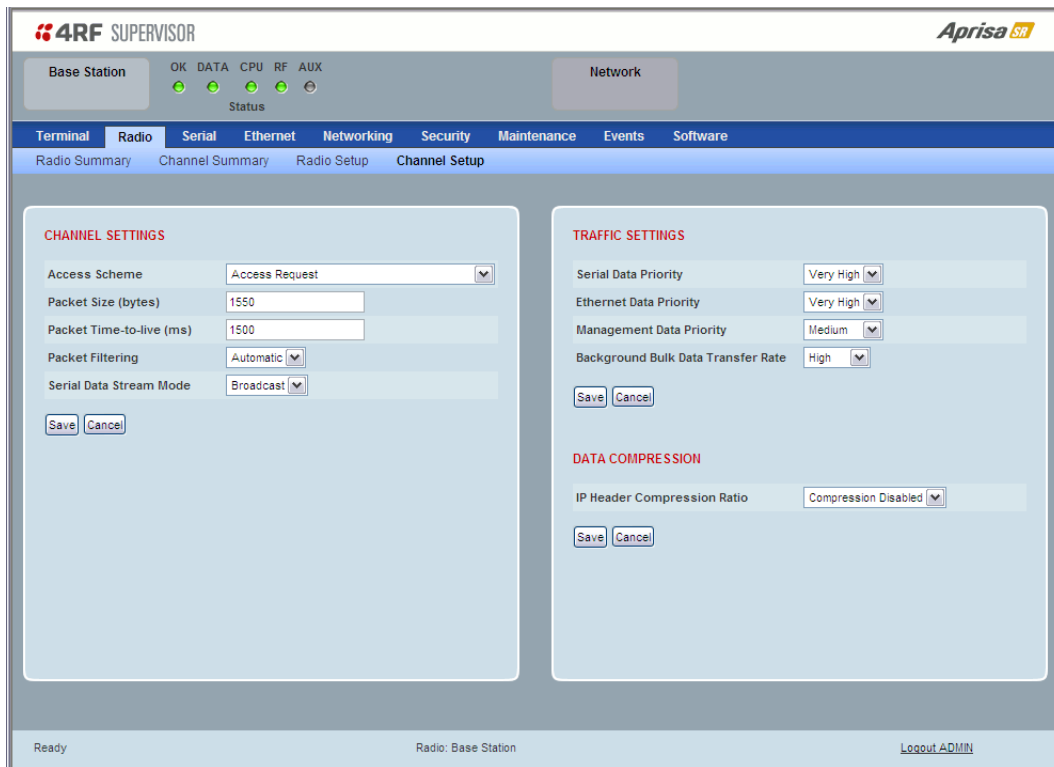 4RF SUPERVISOR
Aprisa SR
Base Station
OK DATA CPU RF AUX
Status
Network
Terminal Radio Serial Ethernet Networking Security Maintenance Events Software
Radio Summary Channel Summary Radio Setup Channel Setup
CHANNEL SETTINGS
Access Scheme Access Request
Packet Size (bytes) 1550
Packet Time-to-live (ms) 1500
Packet Filtering Automatic
Serial Data Stream Mode Broadcast
Save Cancel
TRAFFIC SETTINGS
Serial Data Priority Very High
Ethernet Data Priority Very High
Management Data Priority Medium
Background Bulk Data Transfer Rate High
Save Cancel
DATA COMPRESSION
IP Header Compression Ratio Compression Disabled
Save Cancel
Ready Radio: Base Station Logout ADMIN